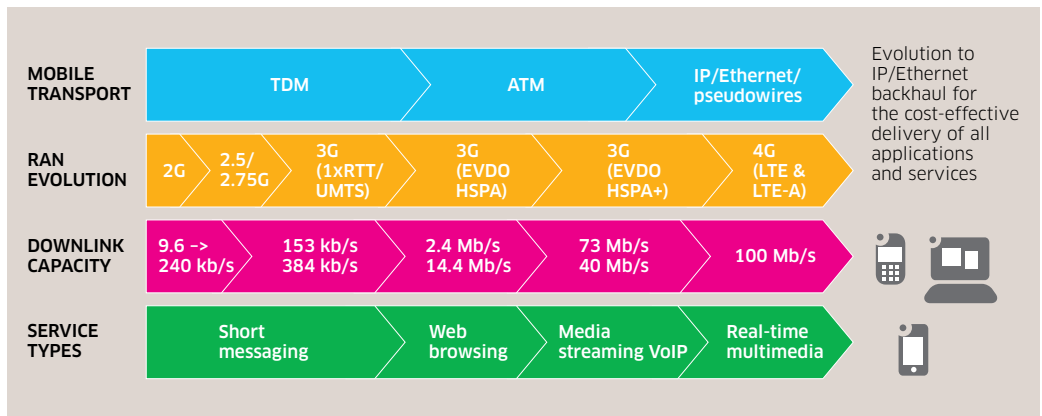 MOBILE
TRANSPORT
TDM
ATM
IP/Ethernet/
pseudowires
Evolution to
IP/Ethernet
backhaul for
the cost-effective
delivery of all
applications
and services
RAN
EVOLUTION
2G
2.5/
2.75G
3G
(1xRTT/
UMTS)
3G
(EVDO
HSPA)
3G
(EVDO
HSPA+)
4G
(LTE &
LTE-A)
DOWNLINK
CAPACITY
9.6 –>
240 kb/s
153 kb/s
384 kb/s
2.4 Mb/s
14.4 Mb/s
73 Mb/s
40 Mb/s
100 Mb/s
SERVICE
TYPES
Short
messaging
Web
browsing
Media
streaming VoIP
Real-time
multimedia